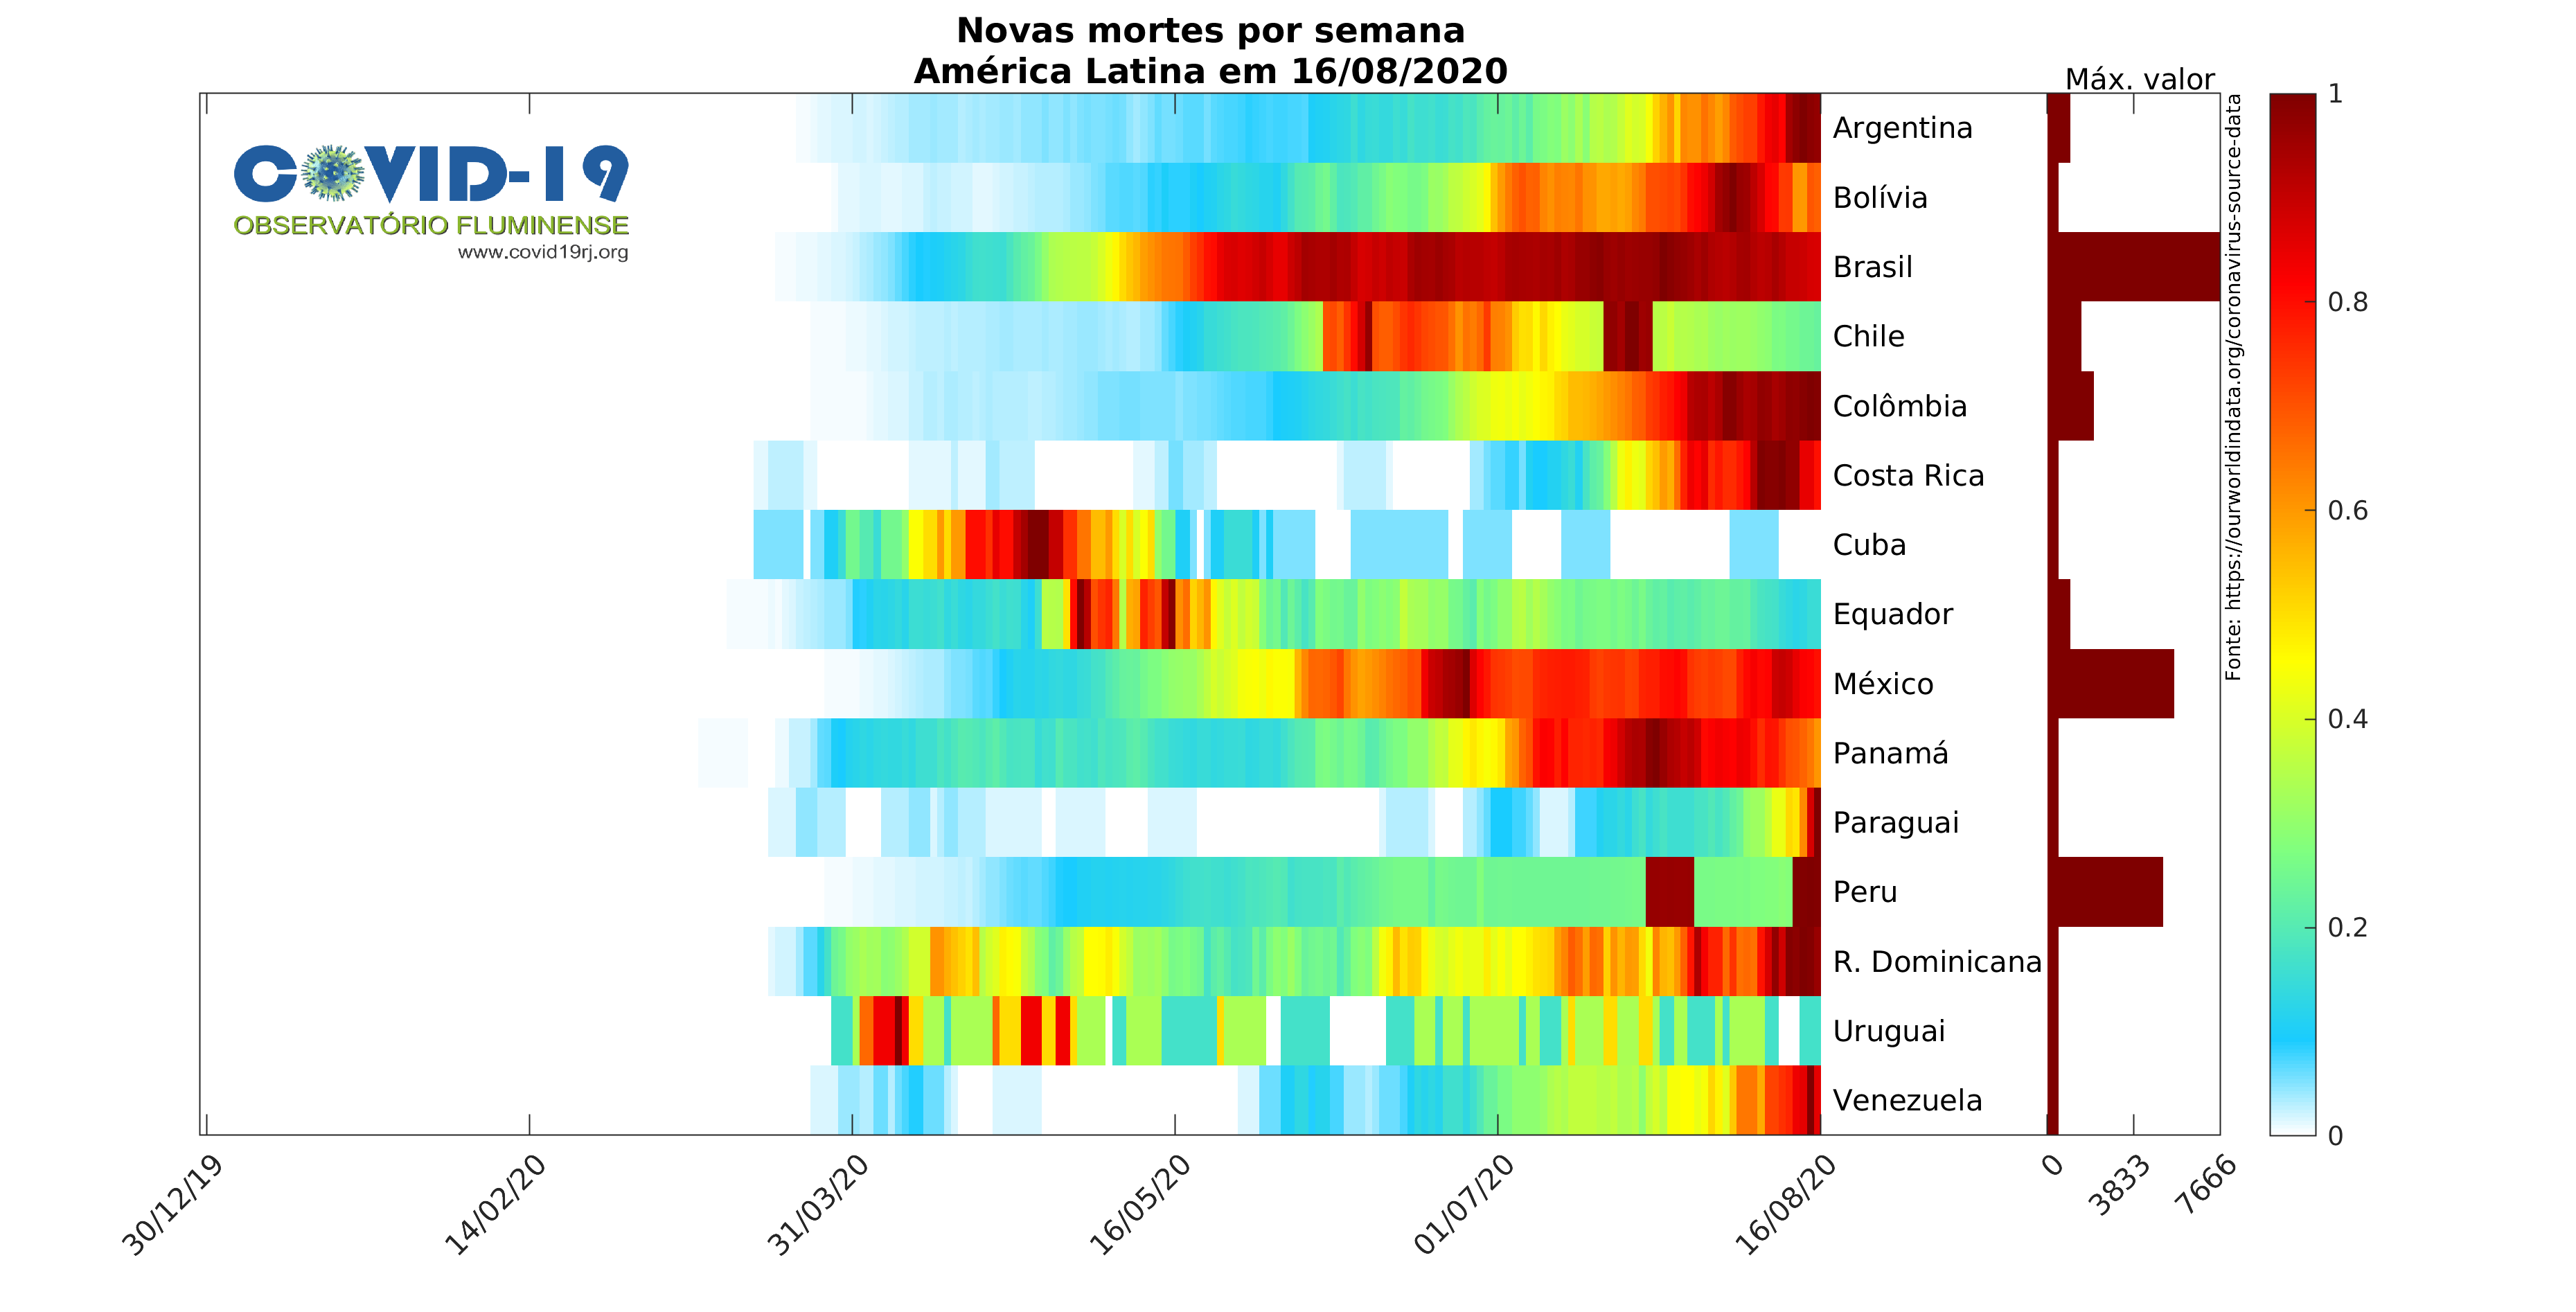 Novas mortes por semana
América Latina em 16/08/2020
COVID-19
OBSERVATÓRIO FLUMINENSE
www.covid19rj.org
Argentina
Bolívia
Brasil
Chile
Colômbia
Costa Rica
Cuba
Equador
México
Panamá
Paraguai
Peru
R. Dominicana
Uruguai
Venezuela
30/12/19
14/02/20
31/03/20
16/05/20
01/07/20
16/08/20
Máx. valor
0
3833
7666
Fonte: https://ourworldindata.org/coronavirus-source-data
1
0.8
0.6
0.4
0.2
0